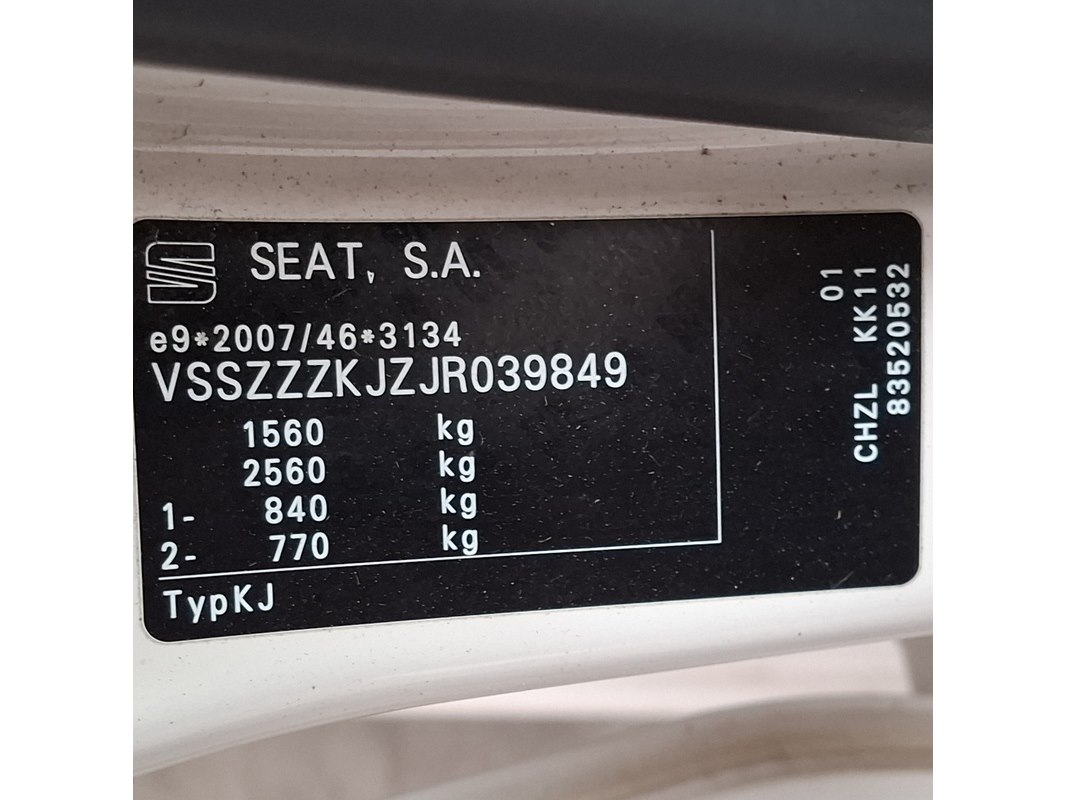 SEAT, S.A.
e9*2007/46*3134
VSSZZZKJZJR039849
1560 kg
2560 kg
1- 840 kg
2- 770 kg
TypKJ
01
CHZL KK11
83520532